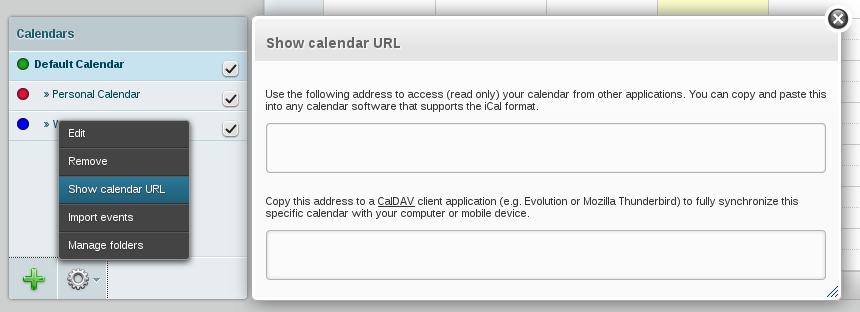 Calendars
Default Calendar
» Personal Calendar
» W
Edit
Remove
Show calendar URL
Import events
Manage folders
Show calendar URL
Use the following address to access (read only) your calendar from other applications. You can copy and paste this
into any calendar software that supports the iCal format.
Copy this address to a CalDAV client application (e.g. Evolution or Mozilla Thunderbird) to fully synchronize this
specific calendar with your computer or mobile device.